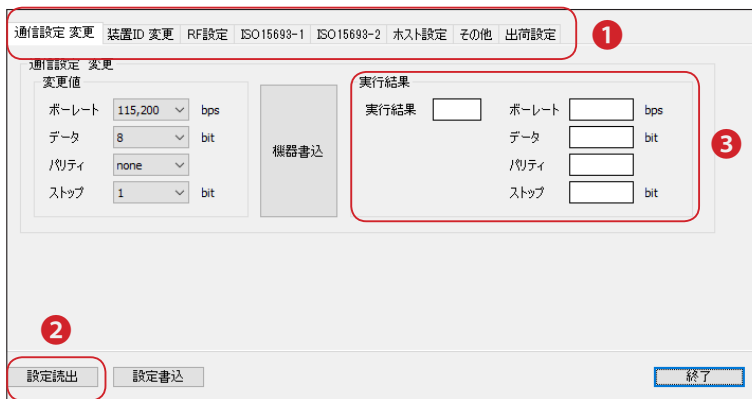 通信設定 変更 装置ID 変更 RF設定 ISO15693-1 ISO15693-2 ホスト設定 その他 出荷設定 1
通信設定 変更
変更値
ボーレート 115,200 bps
データ 8 bit
パリティ none
ストップ 1 bit
機器書込
実行結果
実行結果
ボーレート bps
データ bit
パリティ
ストップ bit
3
2
設定読出 設定書込 終了